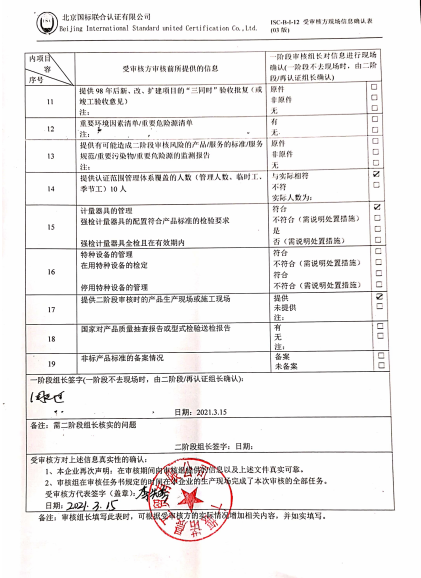 北京国际联合认证有限公司
Beijing International Standard united Certification Co.,Ltd.
ISC-B-I-12 受审核方现场信息确认表
(03 版)
内项目
容
序号
受审核方审核前所提供的信息
一阶段审核组长对信息进行现场
确认(一阶段不去现场时,由二阶
段/再认证组长确认)
11
提供 98 年后新、改、扩建项目的“三同时”验收批复(或
竣工验收意见)
注:
原件 □
非原件 □
无 □
12
重要环境因素清单/重要危险源清单
注:
有 □
无. □
13
提供有可能造成二阶段审核风险的产品/服务的标准/服务
规范/重要污染物/重要危险源的监测报告
原件 □
非原件 □
无 □
14
提供认证范围管理体系覆盖的人数(管理人数、临时工、
季节工)10 人
与实际相符 ☑
不符 □
实际人数为:
15
计量器具的管理
强检计量器具的配置符合产品标准的检验要求
强检计量器具全检且在有效期内
符合 ☑
不符合(需说明处置措施) □
是 □
否(需说明处置措施) □
16
特种设备的管理
在用特种设备的检定
停用特种设备的管理
符合 □
不符合(需说明处置措施) □
符合 □
不符合(需说明处置措施) □
17
提供二阶段审核时的产品生产现场或施工现场
提供 ☑
未提供 □
注:
18
国家对产品质量抽查报告或型式检验送检报告
有 □
无 □
注:
19
非标产品标准的备案情况
备案 □
未备案 □
一阶段组长签字(一阶段不去现场时,由二阶段/再认证组长确认):
日期: 2021.3.15
备注: 需二阶段组长核实的问题
二阶段组长签字: 日期:
受审核方对上述信息真实性的确认:
1、本企业再次声明: 在审核期间由审核组提供的信息以及上述文件真实可靠。
2、审核组在审核任务书规定的时间在本企业的生产现场完成了本次审核的全部任务。
受审核方代表签字(盖章):
日期: 2021.3.15
备注: 审核组长填写此表时, 可根据受审核方的实际情况增加相关内容, 并如实填写。